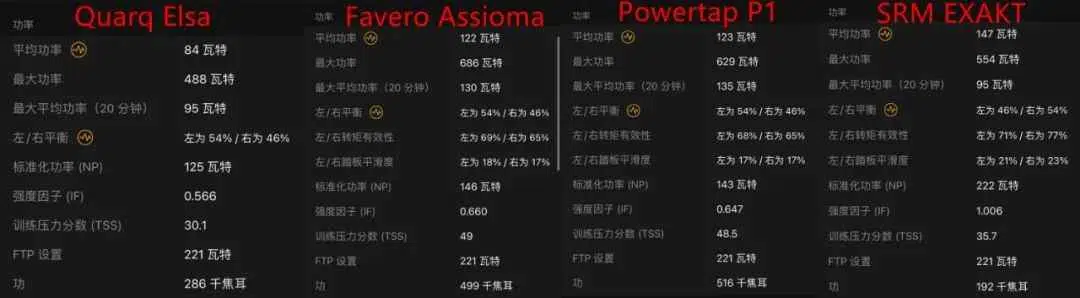 Quarq Elsa
功率
平均功率 84 瓦特
最大功率 488 瓦特
最大平均功率（20 分钟） 95 瓦特
左/右平衡 左为 54% / 右为 46%
标准化功率 (NP) 125 瓦特
强度因子 (IF) 0.566
训练压力分数 (TSS) 30.1
FTP 设置 221 瓦特
功 286 千焦耳
Favero Assioma
功率
平均功率 122 瓦特
最大功率 686 瓦特
最大平均功率（20 分钟） 130 瓦特
左/右平衡 左为 54% / 右为 46%
左/右转矩有效性 左为 69% / 右为 65%
左/右踏板平滑度 左为 18% / 右为 17%
标准化功率 (NP) 146 瓦特
强度因子 (IF) 0.660
训练压力分数 (TSS) 49
FTP 设置 221 瓦特
功 499 千焦耳
Powertap P1
功率
平均功率 123 瓦特
最大功率 629 瓦特
最大平均功率（20 分钟） 135 瓦特
左/右平衡 左为 54% / 右为 46%
左/右转矩有效性 左为 68% / 右为 65%
左/右踏板平滑度 左为 17% / 右为 17%
标准化功率 (NP) 143 瓦特
强度因子 (IF) 0.647
训练压力分数 (TSS) 48.5
FTP 设置 221 瓦特
功 516 千焦耳
SRM EXAKT
功率
平均功率 147 瓦特
最大功率 554 瓦特
最大平均功率（20 分钟） 95 瓦特
左/右平衡 左为 46% / 右为 54%
左/右转矩有效性 左为 71% / 右为 77%
左/右踏板平滑度 左为 21% / 右为 23%
标准化功率 (NP) 222 瓦特
强度因子 (IF) 1.006
训练压力分数 (TSS) 35.7
FTP 设置 221 瓦特
功 192 千焦耳